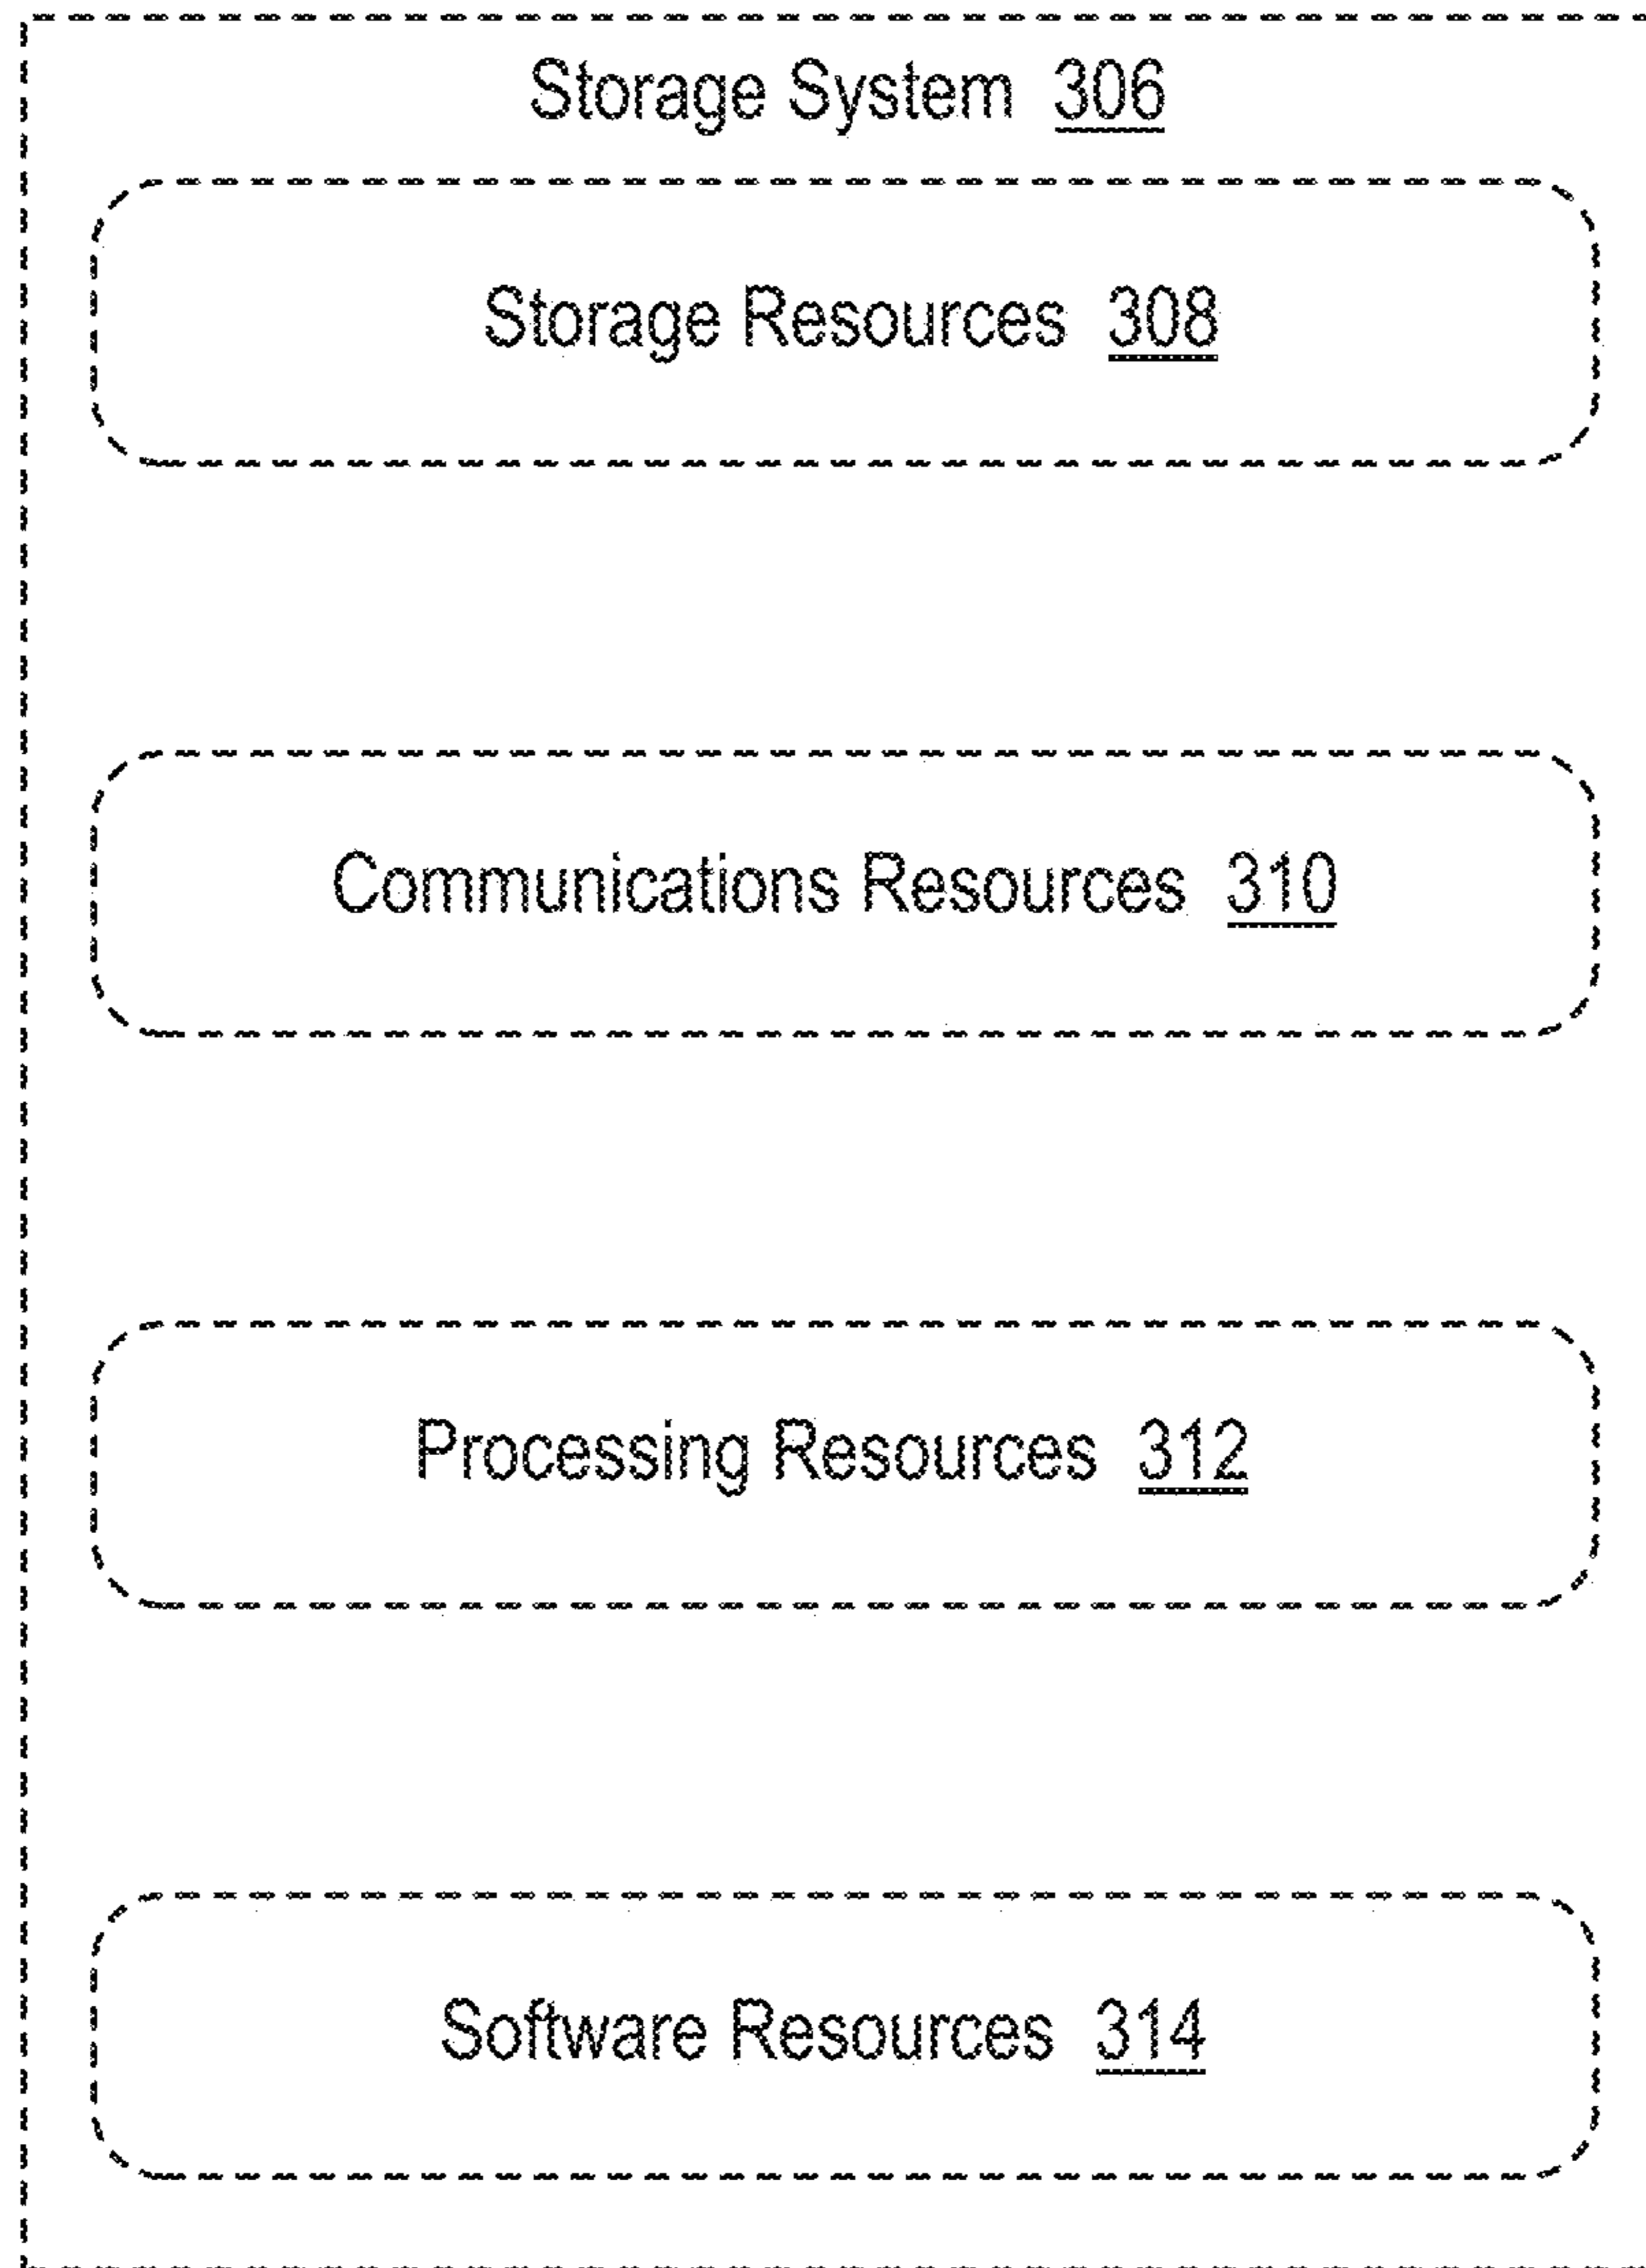 Storage System 306
Storage Resources 308
Communications Resources 310
Processing Resources 312
Software Resources 314